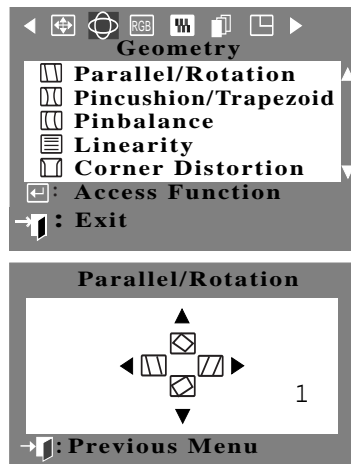 RGB
Geometry
Parallel/Rotation
Pincushion/Trapezoid
Pinbalance
Linearity
Corner Distortion
: Access Function
: Exit
Parallel/Rotation
1
:Previous Menu